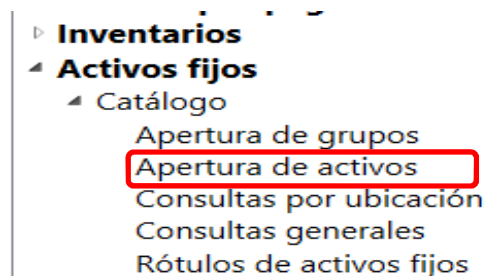 Inventarios
Activos fijos
Catálogo
Apertura de grupos
Apertura de activos
Consultas por ubicación
Consultas generales
Rótulos de activos fijos